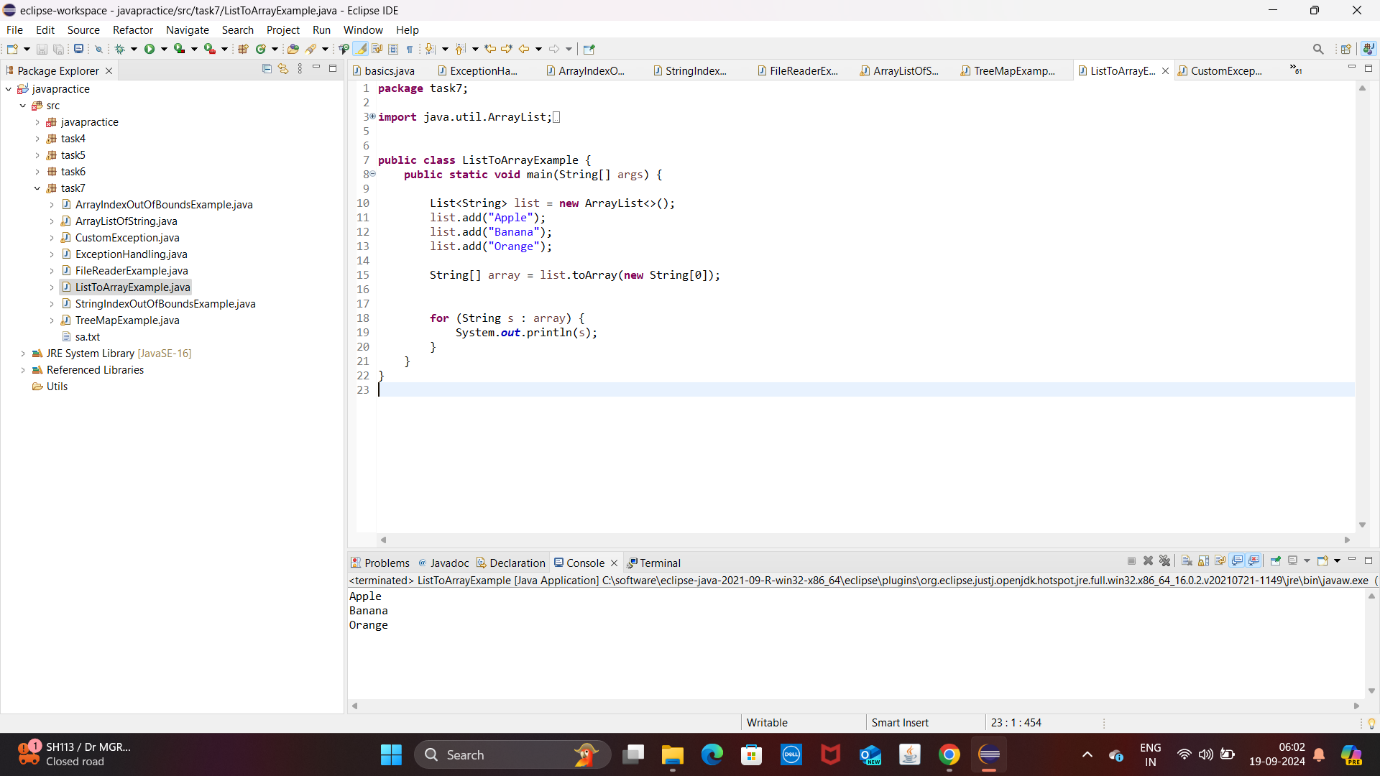 eclipse-workspace - javapractice/src/task7/ListToArrayExample.java - Eclipse IDE
File Edit Source Refactor Navigate Search Project Run Window Help
Package Explorer
javapractice
src
javapractice
task4
task5
task6
task7
ArrayIndexOutOfBoundsExample.java
ArrayListOfString.java
CustomException.java
ExceptionHandling.java
FileReaderExample.java
ListToArrayExample.java
StringIndexOutOfBoundsExample.java
TreeMapExample.java
sa.txt
JRE System Library [JavaSE-16]
Referenced Libraries
Utils
basics.java ExceptionHa... ArrayIndexO... StringIndex... FileReaderEx... ArrayListOfS... TreeMapExamp... ListToArrayE... CustomExcep... »61
1 package task7;
2
3 import java.util.ArrayList;
5
6
7 public class ListToArrayExample {
8 public static void main(String[] args) {
9
10 List<String> list = new ArrayList<>();
11 list.add("Apple");
12 list.add("Banana");
13 list.add("Orange");
14
15 String[] array = list.toArray(new String[0]);
16
17
18 for (String s : array) {
19 System.out.println(s);
20 }
21 }
22 }
23
Problems Javadoc Declaration Console Terminal
<terminated> ListToArrayExample [Java Application] C:\software\eclipse-java-2021-09-R-win32-x86_64\eclipse\plugins\org.eclipse.justj.openjdk.hotspot.jre.full.win32.x86_64_16.0.2.v20210721-1149\jre\bin\javaw.exe (
Apple
Banana
Orange
Writable Smart Insert 23 : 1 : 454
1 SH113 / Dr MGR...
Closed road
Search
DELL
NEW
ENG
IN
06:02
19-09-2024
PRE